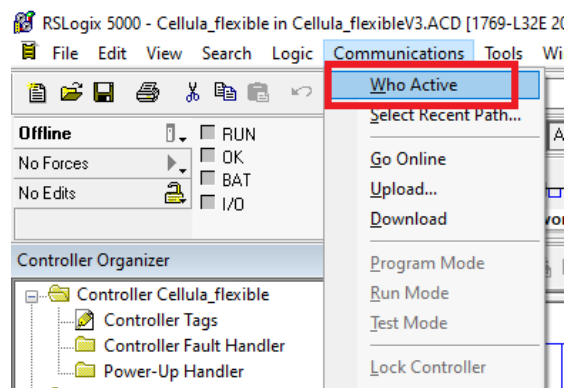 RSLogix 5000 - Cellula_flexible in Cellula_flexibleV3.ACD [1769-L32E 20
File Edit View Search Logic Communications Tools Wi
Offline
RUN
No Forces
OK
BAT
No Edits
I/O
Controller Organizer
Controller Cellula_flexible
Controller Tags
Controller Fault Handler
Power-Up Handler
Who Active
Select Recent Path...
Go Online
Upload...
Download
Program Mode
Run Mode
Test Mode
Lock Controller